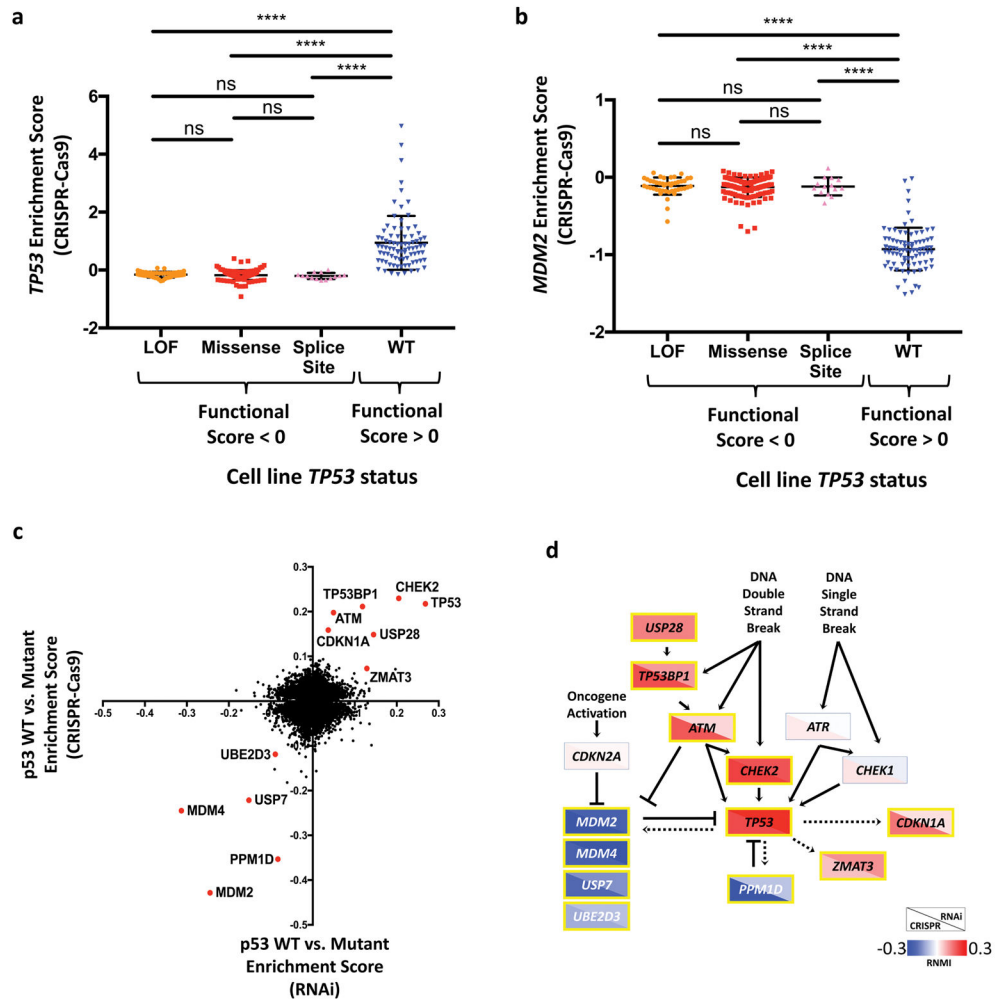 a
****
****
****
ns
ns
ns
TP53 Enrichment Score
(CRISPR-Cas9)
6
4
2
0
-2
LOF
Missense
Splice
Site
WT
Functional
Score < 0
Functional
Score > 0
Cell line TP53 status
b
****
****
****
ns
ns
ns
MDM2 Enrichment Score
(CRISPR-Cas9)
1
0
-1
-2
LOF
Missense
Splice
Site
WT
Functional
Score < 0
Functional
Score > 0
Cell line TP53 status
c
p53 WT vs. Mutant
Enrichment Score
(CRISPR-Cas9)
0.3
0.2
0.1
-0.5
-0.4
-0.3
-0.2
-0.1
0.1
0.2
0.3
-0.1
-0.2
-0.3
-0.4
-0.5
TP53BP1
CHEK2
TP53
ATM
CDKN1A
USP28
ZMAT3
UBE2D3
USP7
MDM4
PPM1D
MDM2
p53 WT vs. Mutant
Enrichment Score
(RNAi)
d
DNA
Double
Strand
Break
DNA
Single
Strand
Break
USP28
TP53BP1
Oncogene
Activation
ATM
ATR
CDKN2A
CHEK2
CHEK1
MDM2
TP53
CDKN1A
MDM4
ZMAT3
USP7
PPM1D
UBE2D3
RNAi
CRISPR
-0.3
0.3
RNMI